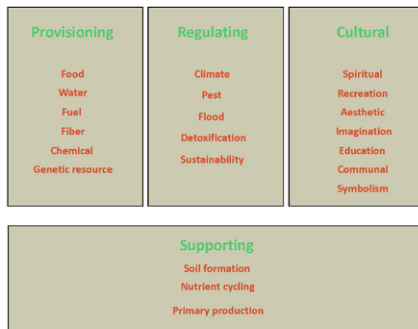 Provisioning
Food
Water
Fuel
Fiber
Chemical
Genetic resource
Regulating
Climate
Pest
Flood
Detoxification
Sustainability
Cultural
Spiritual
Recreation
Aesthetic
Imagination
Education
Communal
Symbolism
Supporting
Soil formation
Nutrient cycling
Primary production